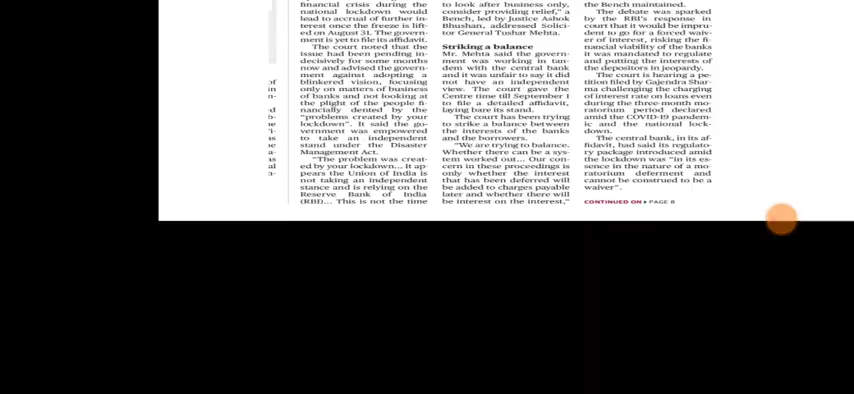 of
in
n-
ed
b-
he
'i-
as
ne
a-
as
al
a-
financial crisis during the
national lockdown would
lead to accrual of further in-
terest once the freeze is lift-
ed on August 31. The govern-
ment is yet to file its affidavit.
The court noted that the
issue had been pending in-
decisively for some months
now and advised the govern-
ment against adopting a
blinkered vision, focusing
only on matters of business
of banks and not looking at
the plight of the people fi-
nancially dented by the
"problems created by your
lockdown". It said the go-
vernment was empowered
to take an independent
stand under the Disaster
Management Act.
"The problem was creat-
ed by your lockdown... It ap-
pears the Union of India is
not taking an independent
stance and is relying on the
Reserve Bank of India
(RBI)... This is not the time
to look after business only,
consider providing relief," a
Bench, led by Justice Ashok
Bhushan, addressed Solici-
tor General Tushar Mehta.
Striking a balance
Mr. Mehta said the govern-
ment was working in tan-
dem with the central bank
and it was unfair to say it did
not have an independent
view. The court gave the
Centre time till September 1
to file a detailed affidavit,
laying bare its stand.
The court has been trying
to strike a balance between
the interests of the banks
and the borrowers.
"We are trying to balance.
Whether there can be a sys-
tem worked out... Our con-
cern in these proceedings is
only whether the interest
that has been deferred will
be added to charges payable
later and whether there will
be interest on the interest,"
the Bench maintained.
The debate was sparked
by the RBI's response in
court that it would be impru-
dent to go for a forced waiv-
er of interest, risking the fi-
nancial viability of the banks
it was mandated to regulate
and putting the interests of
the depositors in jeopardy.
The court is hearing a pe-
tition filed by Gajendra Shar-
ma challenging the charging
of interest rate on loans even
during the three-month mo-
ratorium period declared
amid the COVID-19 pandem-
ic and the national lock-
down.
The central bank, in its af-
fidavit, had said its regulato-
ry package introduced amid
the lockdown was "in its es-
sence in the nature of a mo-
ratorium deferment and
cannot be construed to be a
waiver".
CONTINUED ON ▶ PAGE 8